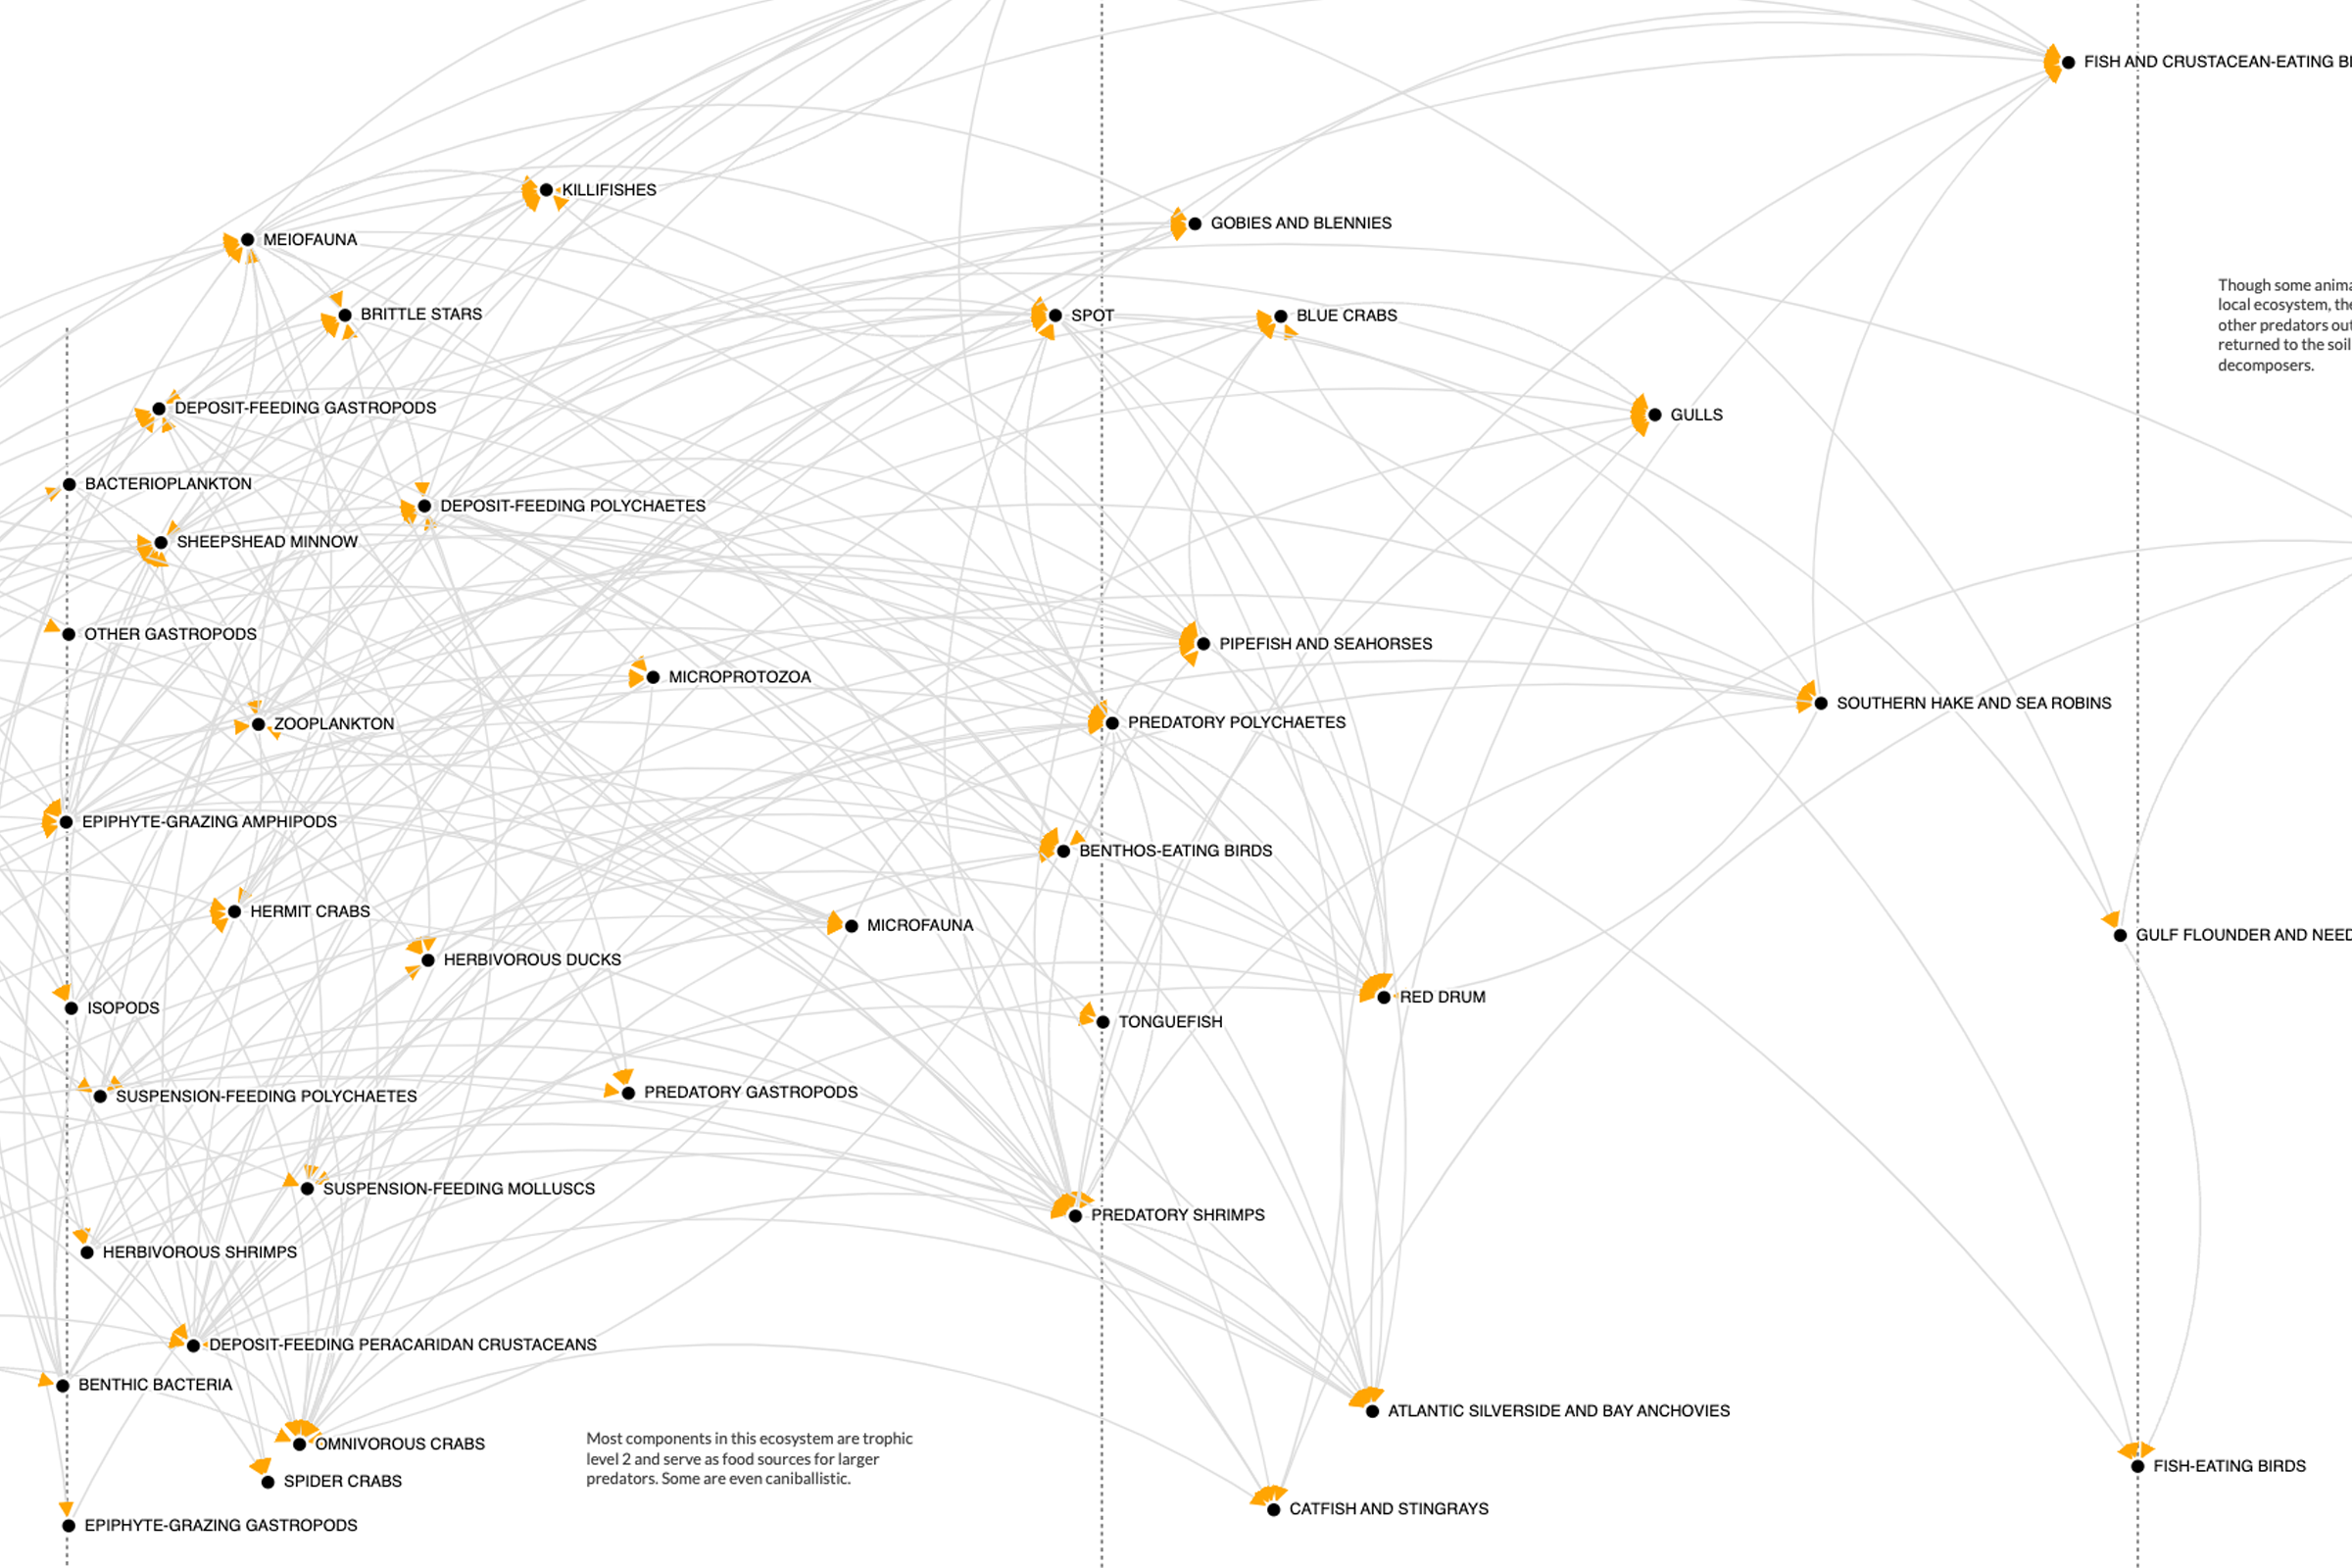 FISH AND CRUSTACEAN-EATING
KILLIFISHES
GOBIES AND BLENNIES
MEIOFAUNA
Though some
local ecosystem,
other predators
returned to the soil
decomposers.
BRITTLE STARS
SPOT
BLUE CRABS
DEPOSIT-FEEDING GASTROPODS
GULLS
BACTERIOPLANKTON
DEPOSIT-FEEDING POLYCHAETES
SHEEPSHEAD MINNOW
OTHER GASTROPODS
PIPEFISH AND SEAHORSES
MICROPROTOZOA
SOUTHERN HAKE AND SEA ROBINS
ZOOPLANKTON
PREDATORY POLYCHAETES
EPIPHYTE-GRAZING AMPHIPODS
BENTHOS-EATING BIRDS
HERMIT CRABS
MICROFAUNA
GULF FLOUNDER AND
HERBIVOROUS DUCKS
RED DRUM
ISOPODS
TONGUEFISH
SUSPENSION-FEEDING POLYCHAETES
PREDATORY GASTROPODS
SUSPENSION-FEEDING MOLLUSCS
PREDATORY SHRIMPS
HERBIVOROUS SHRIMPS
DEPOSIT-FEEDING PERACARIDAN CRUSTACEANS
BENTHIC BACTERIA
ATLANTIC SILVERSIDE AND BAY ANCHOVIES
OMNIVOROUS CRABS
Most components in this ecosystem are trophic
level 2 and serve as food sources for larger
predators. Some are even caniballistic.
FISH-EATING BIRDS
SPIDER CRABS
CATFISH AND STINGRAYS
EPIPHYTE-GRAZING GASTROPODS